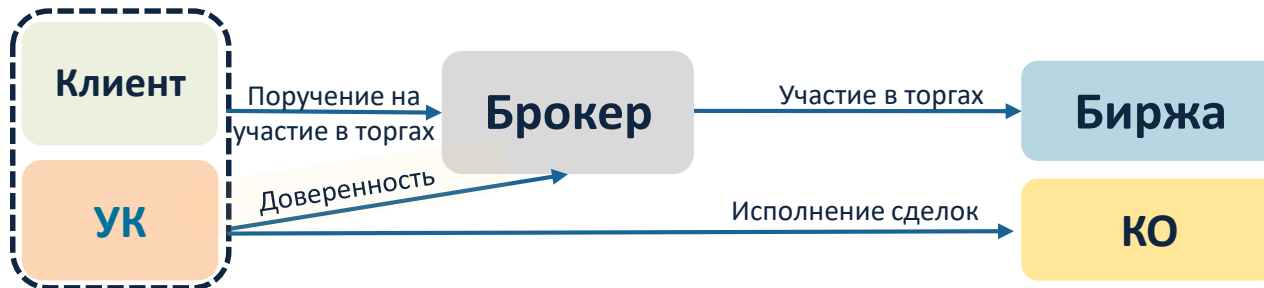 Клиент
Поручение на
участие в торгах
Брокер
Участие в торгах
Биржа
УК
Доверенность
Исполнение сделок
КО